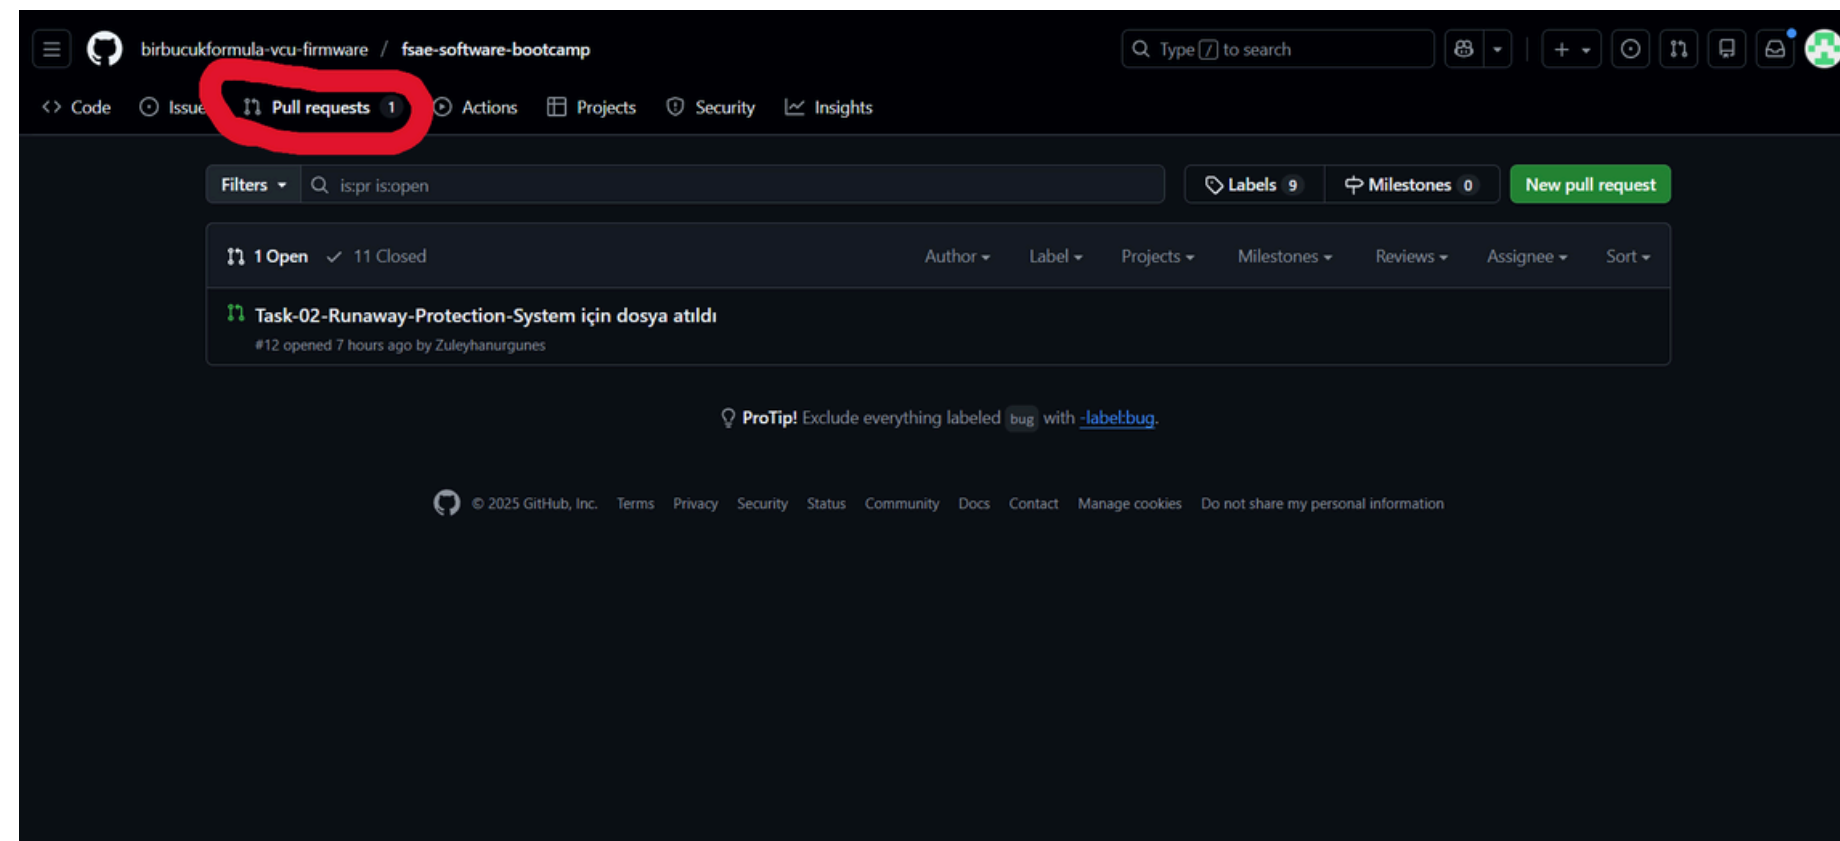 birbucukformula-vcu-firmware / fsae-software-bootcamp Type / to search
Code Issue Pull requests 1 Actions Projects Security Insights
Filters is:pr is:open Labels 9 Milestones 0 New pull request
1 Open 11 Closed Author Label Projects Milestones Reviews Assignee Sort
Task-02-Runaway-Protection-System için dosya atıldı
#12 opened 7 hours ago by Zuleyhanurgunes
ProTip! Exclude everything labeled bug with -label:bug.
© 2025 GitHub, Inc. Terms Privacy Security Status Community Docs Contact Manage cookies Do not share my personal information